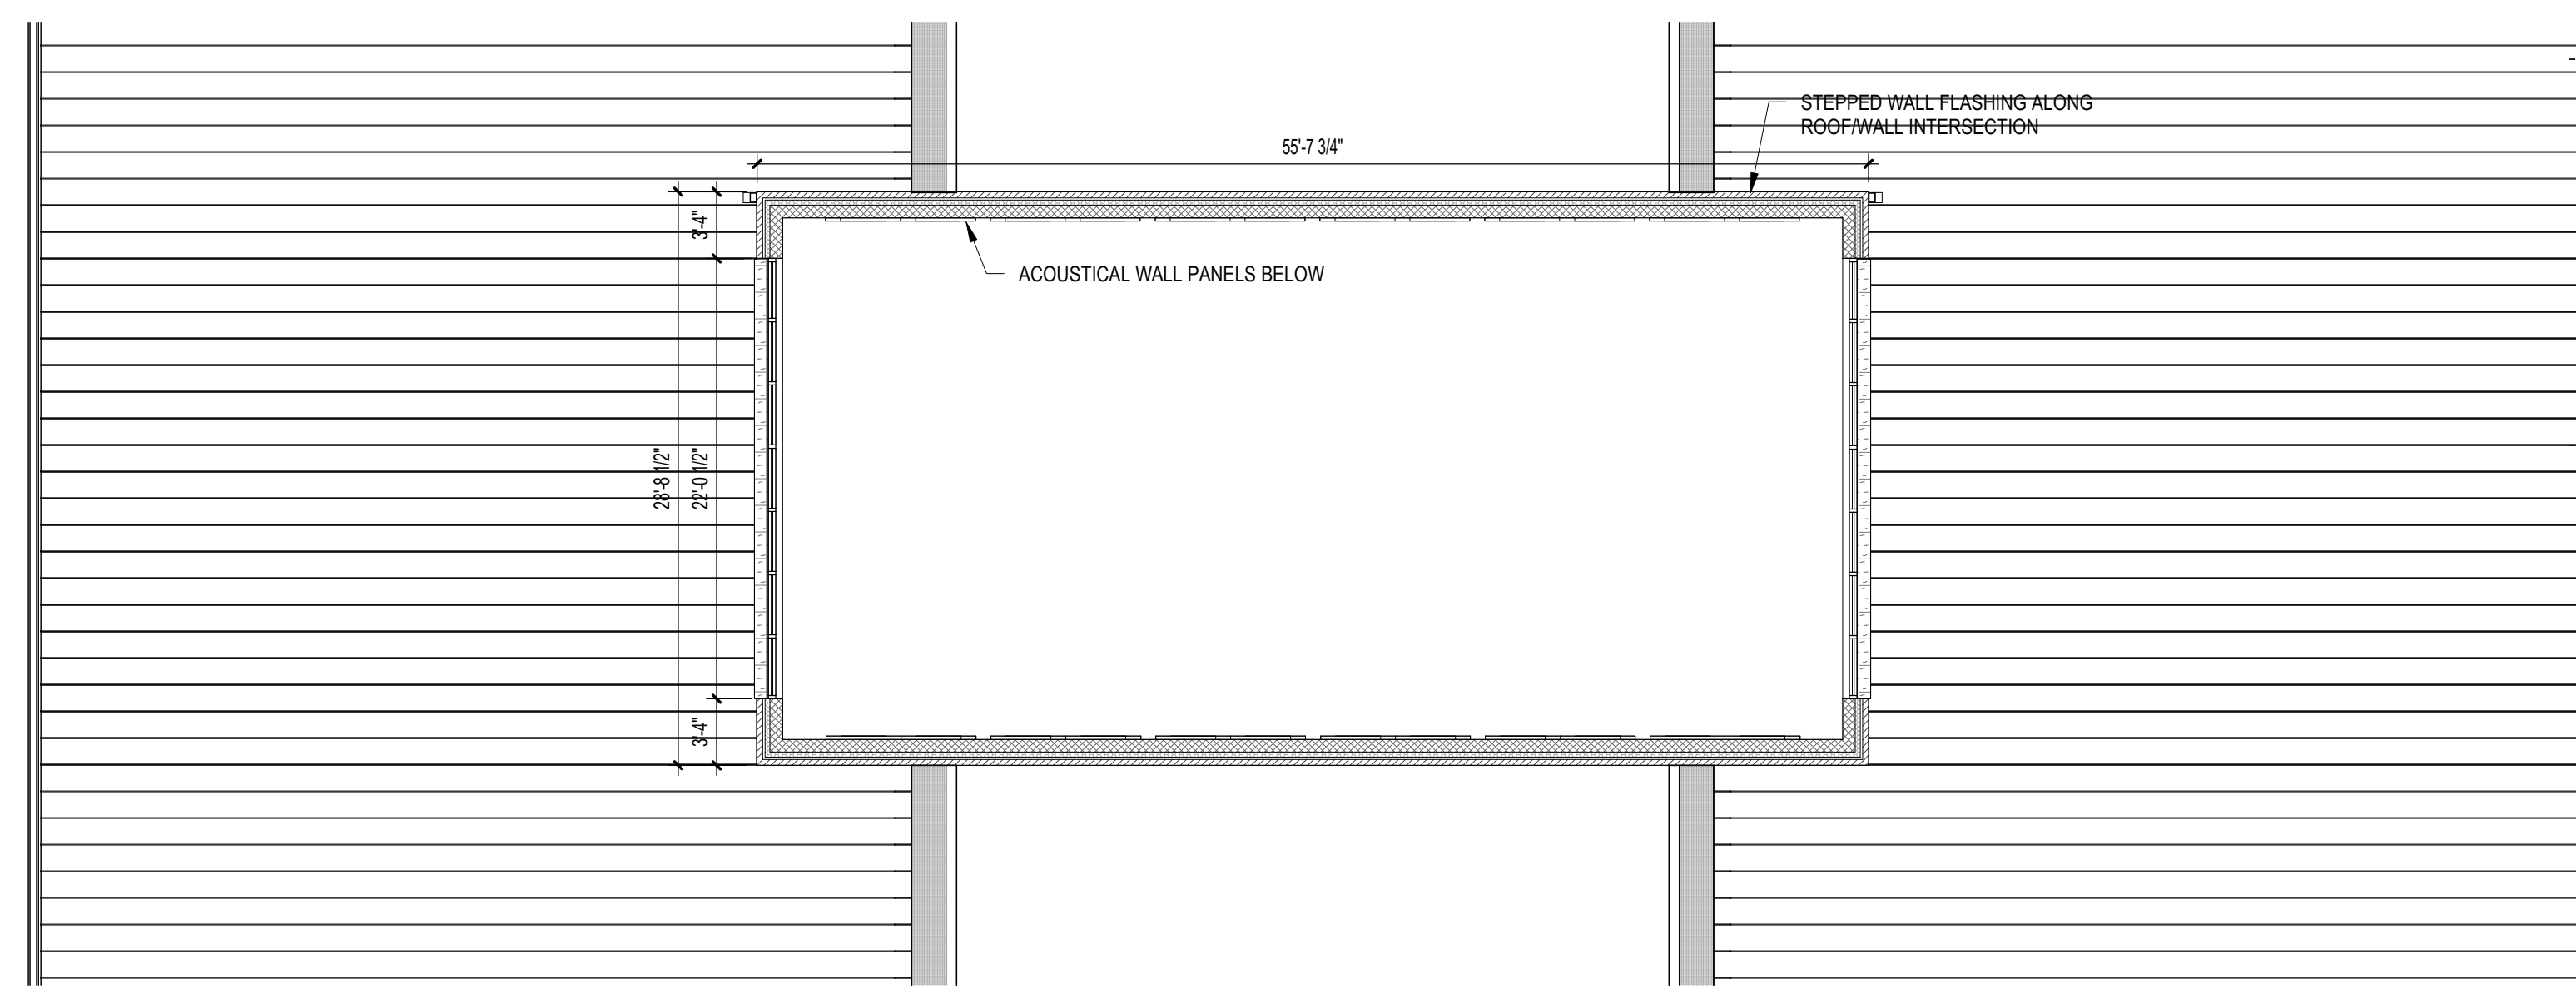 STEPPED WALL FLASHING ALONG
ROOF/WALL INTERSECTION
55'-7 3/4"
3'-4"
ACOUSTICAL WALL PANELS BELOW
28'-8 1/2"
22'-0 1/2"
3'-4"